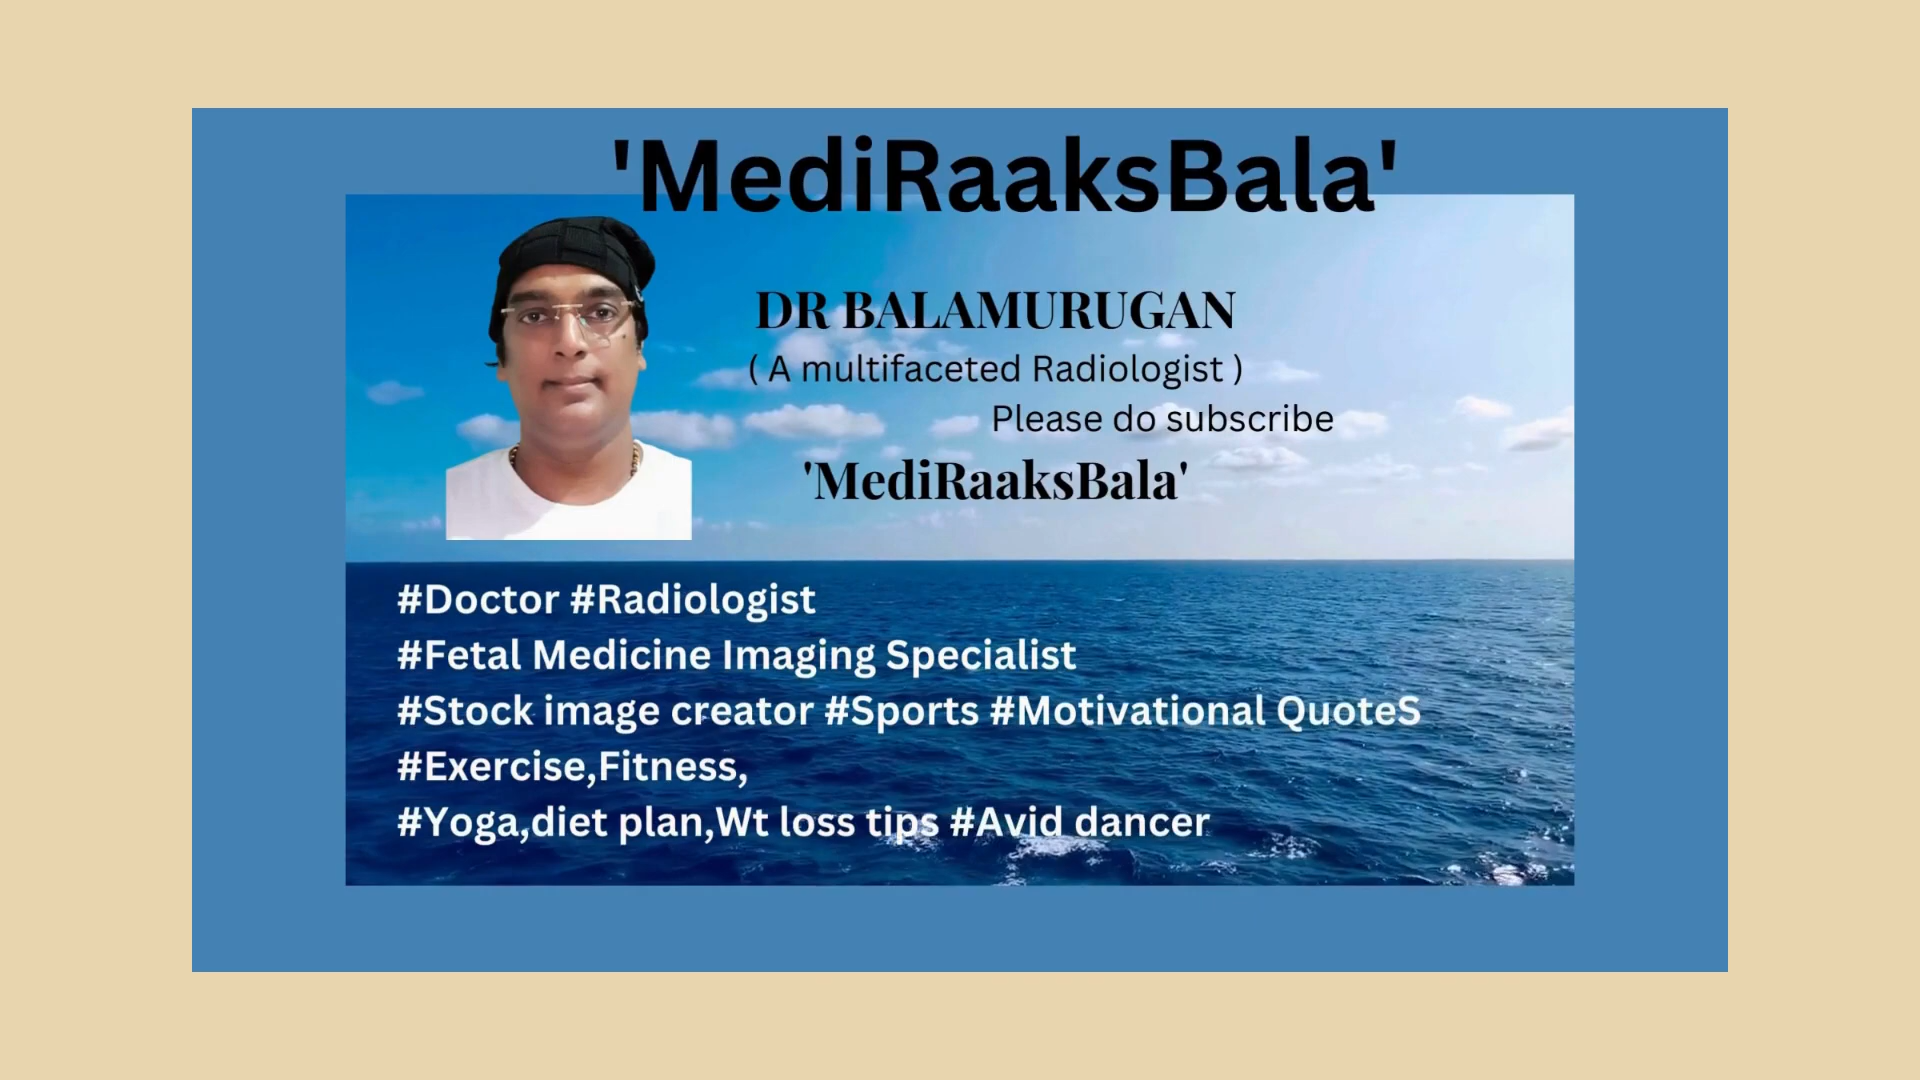 'MediRaaksBala'
DR BALAMURUGAN
( A multifaceted Radiologist )
Please do subscribe
'MediRaaksBala'
#Doctor #Radiologist
#Fetal Medicine Imaging Specialist
#Stock image creator #Sports #Motivational QuoteS
#Exercise,Fitness,
#Yoga,diet plan,Wt loss tips #Avid dancer